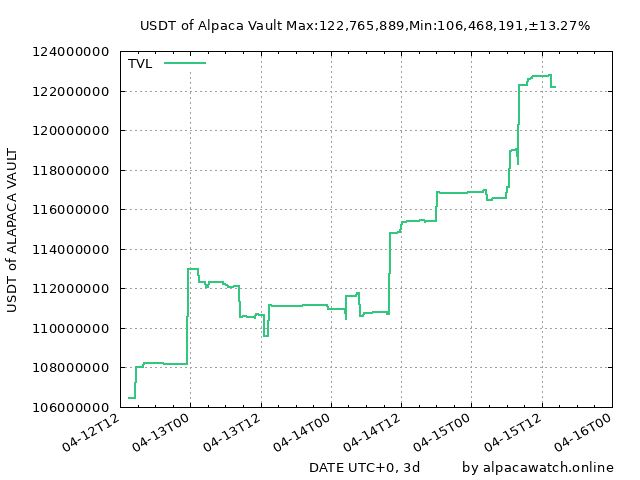 USDT of Alpaca Vault Max:122,765,889,Min:106,468,191,±13.27%
TVL
USDT of ALAPACA VAULT
124000000
122000000
120000000
118000000
116000000
114000000
112000000
110000000
108000000
106000000
04-12T12
04-13T00
04-13T12
04-14T00
04-14T12
04-15T00
04-15T12
04-16T00
DATE UTC+0, 3d
by alpacawatch.online